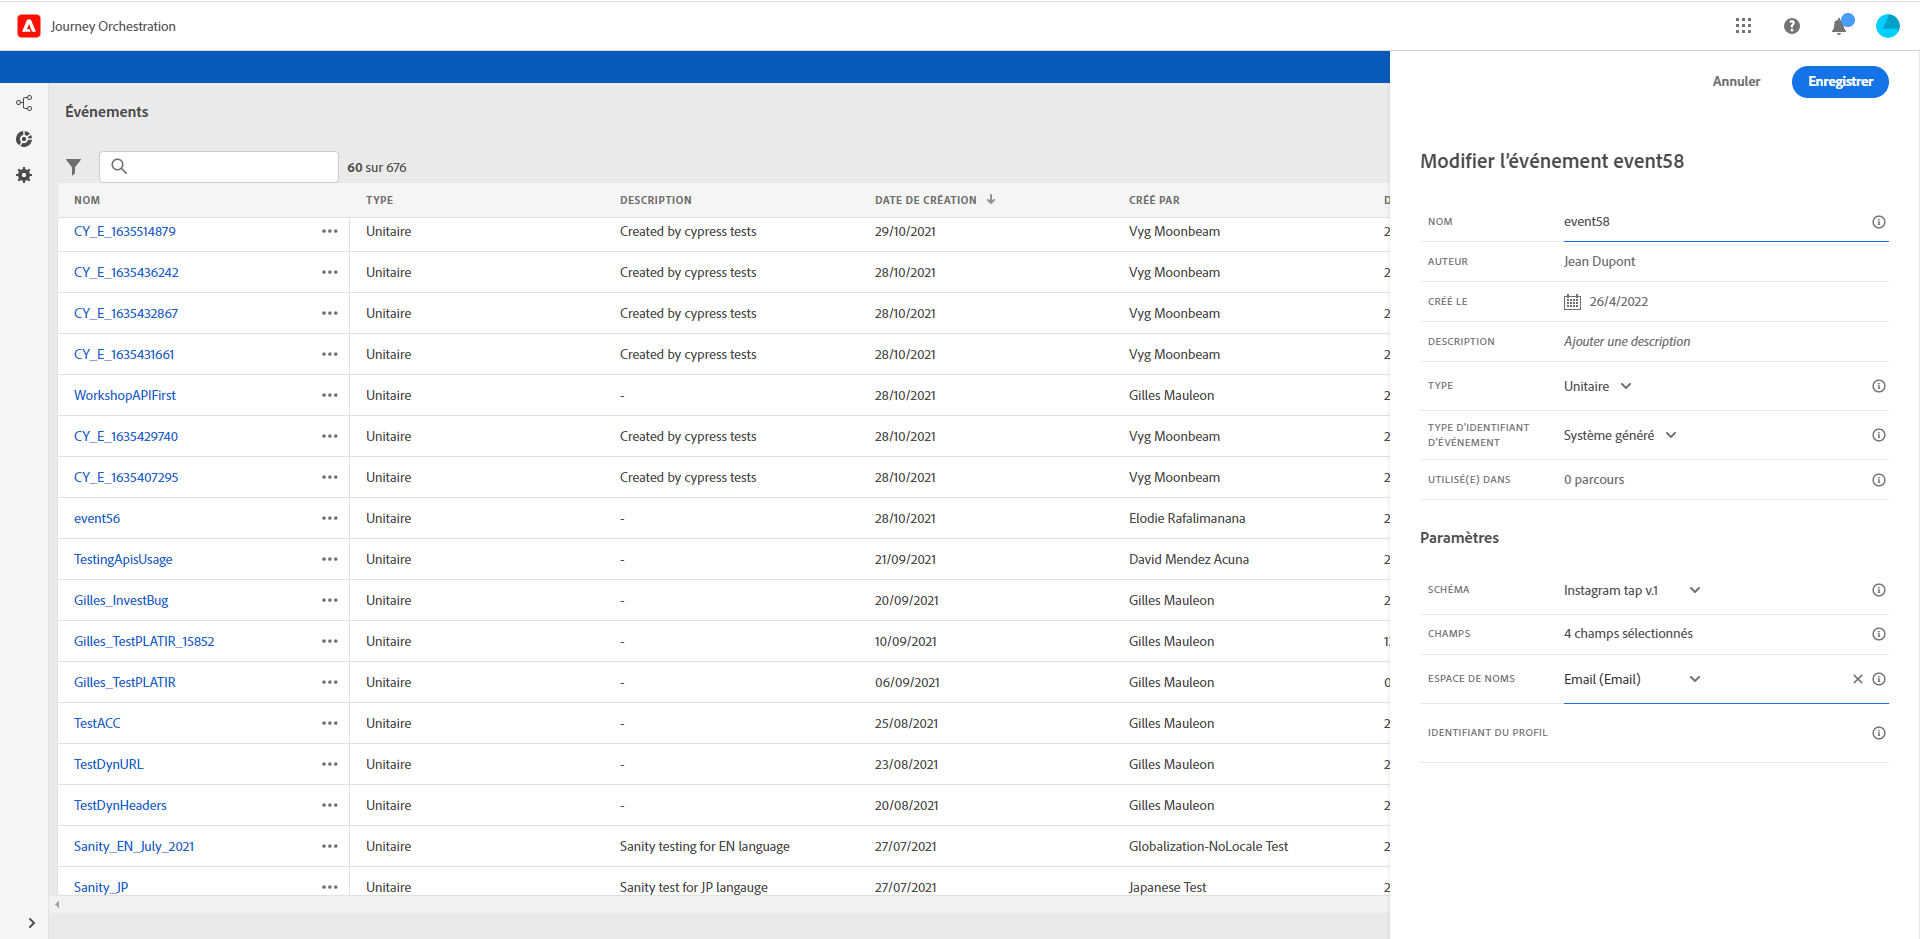 Journey Orchestration
Annuler
Enregistrer
Événements
60 sur 676
NOM TYPE DESCRIPTION DATE DE CRÉATION CRÉÉ PAR D
CY_E_1635514879 Unitaire Created by cypress tests 29/10/2021 Vyg Moonbeam 2
CY_E_1635436242 Unitaire Created by cypress tests 28/10/2021 Vyg Moonbeam 2
CY_E_1635432867 Unitaire Created by cypress tests 28/10/2021 Vyg Moonbeam 2
CY_E_1635431661 Unitaire Created by cypress tests 28/10/2021 Vyg Moonbeam 2
WorkshopAPIFirst Unitaire - 28/10/2021 Gilles Mauleon 2
CY_E_1635429740 Unitaire Created by cypress tests 28/10/2021 Vyg Moonbeam 2
CY_E_1635407295 Unitaire Created by cypress tests 28/10/2021 Vyg Moonbeam 2
event56 Unitaire - 28/10/2021 Elodie Rafalimanana 2
TestingApisUsage Unitaire - 21/09/2021 David Mendez Acuna 2
Gilles_InvestBug Unitaire - 20/09/2021 Gilles Mauleon 2
Gilles_TestPLATIR_15852 Unitaire - 10/09/2021 Gilles Mauleon 1
Gilles_TestPLATIR Unitaire - 06/09/2021 Gilles Mauleon 0
TestACC Unitaire - 25/08/2021 Gilles Mauleon 2
TestDynURL Unitaire - 23/08/2021 Gilles Mauleon 2
TestDynHeaders Unitaire - 20/08/2021 Gilles Mauleon 2
Sanity_EN_July_2021 Unitaire Sanity testing for EN language 27/07/2021 Globalization-NoLocale Test 2
Sanity_JP Unitaire Sanity test for JP langauge 27/07/2021 Japanese Test 2
Modifier l'événement event58
NOM event58
AUTEUR Jean Dupont
CRÉÉ LE 26/4/2022
DESCRIPTION Ajouter une description
TYPE Unitaire
TYPE D'IDENTIFIANT
D'ÉVÉNEMENT Système généré
UTILISÉ(E) DANS 0 parcours
Paramètres
SCHÉMA Instagram tap v.1
CHAMPS 4 champs sélectionnés
ESPACE DE NOMS Email (Email)
IDENTIFIANT DU PROFIL